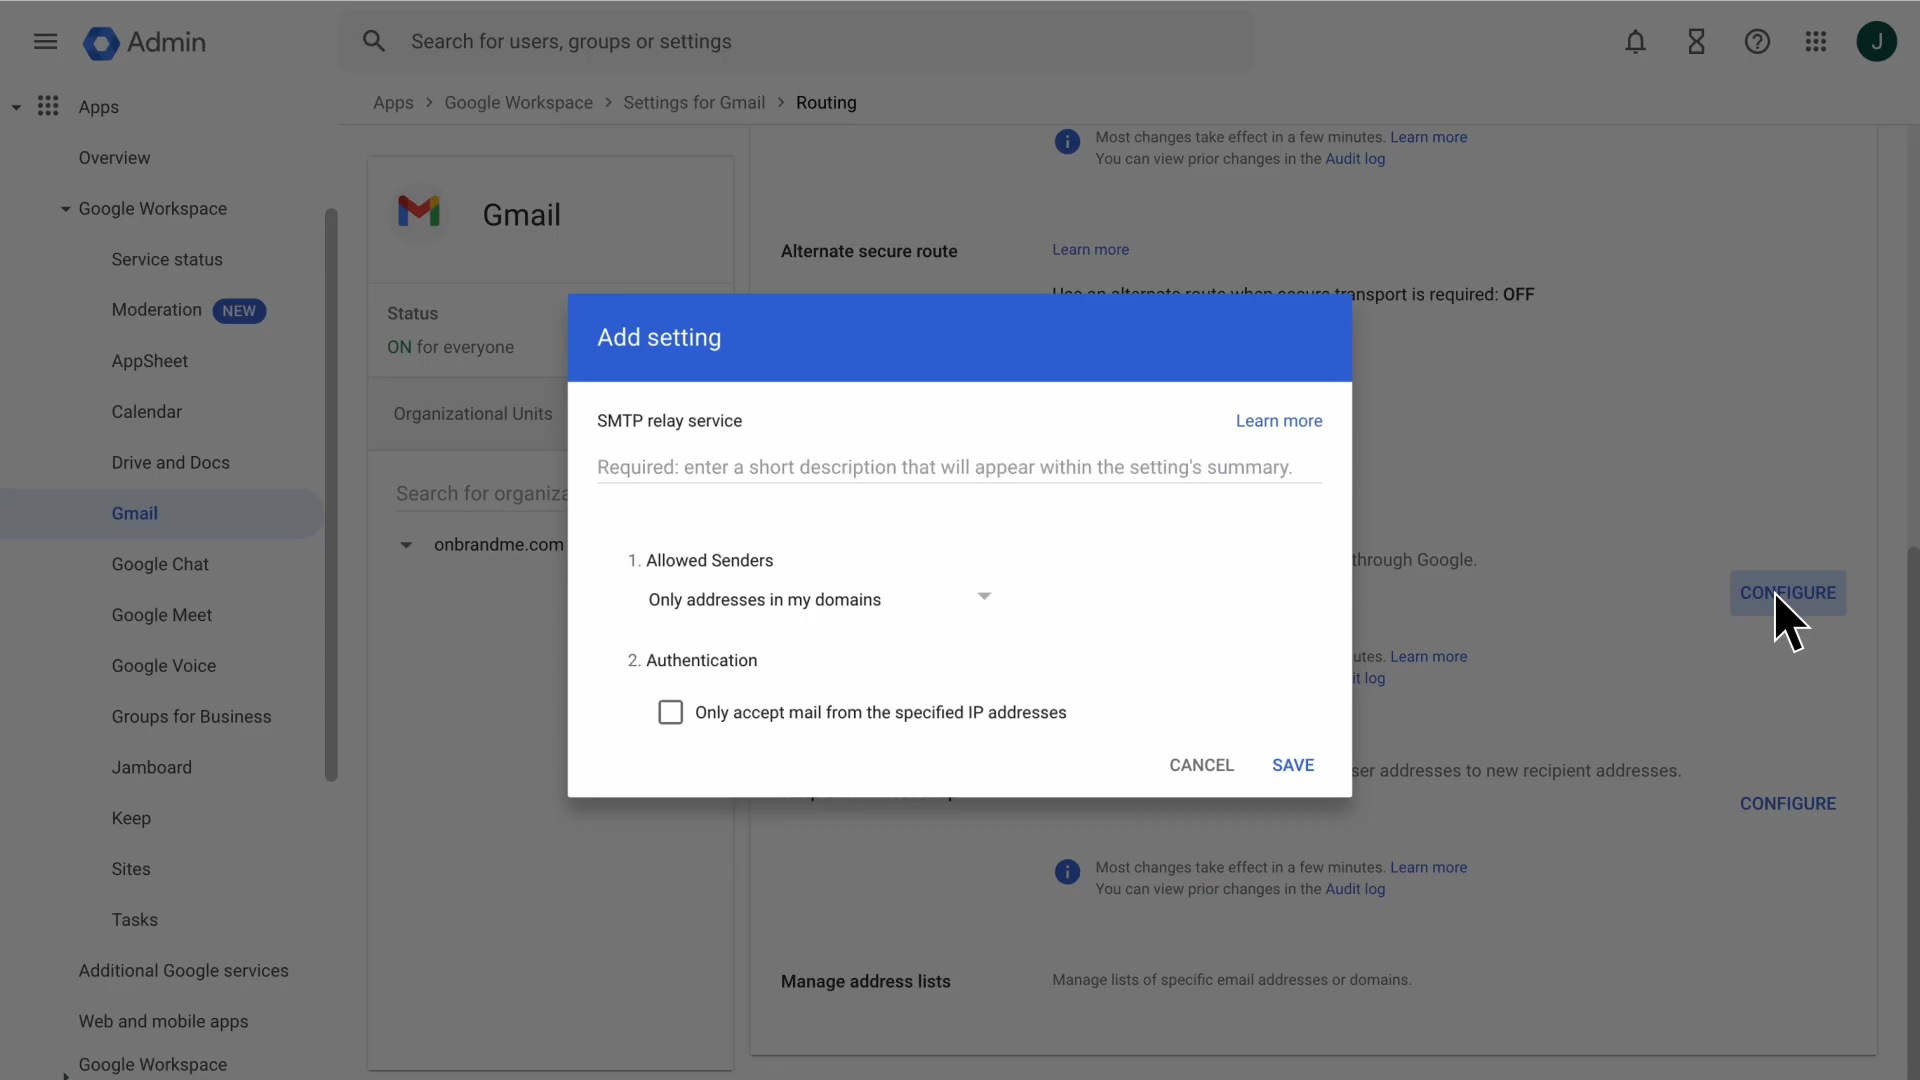 Admin
Search for users, groups or settings
J
Apps
Overview
Google Workspace
Service status
Moderation NEW
AppSheet
Calendar
Drive and Docs
Gmail
Google Chat
Google Meet
Google Voice
Groups for Business
Jamboard
Keep
Sites
Tasks
Additional Google services
Web and mobile apps
Google Workspace
Apps > Google Workspace > Settings for Gmail > Routing
Gmail
Status
ON for everyone
Organizational Units
Search for organiza
onbrandme.com
Most changes take effect in a few minutes. Learn more
You can view prior changes in the Audit log
Alternate secure route
Learn more
Use an alternate route when secure transport is required: OFF
Add setting
SMTP relay service
Learn more
Required: enter a short description that will appear within the setting's summary.
1. Allowed Senders
Only addresses in my domains
2. Authentication
Only accept mail from the specified IP addresses
CANCEL
SAVE
through Google.
CONFIGURE
utes. Learn more
it log
ser addresses to new recipient addresses.
CONFIGURE
Most changes take effect in a few minutes. Learn more
You can view prior changes in the Audit log
Manage address lists
Manage lists of specific email addresses or domains.